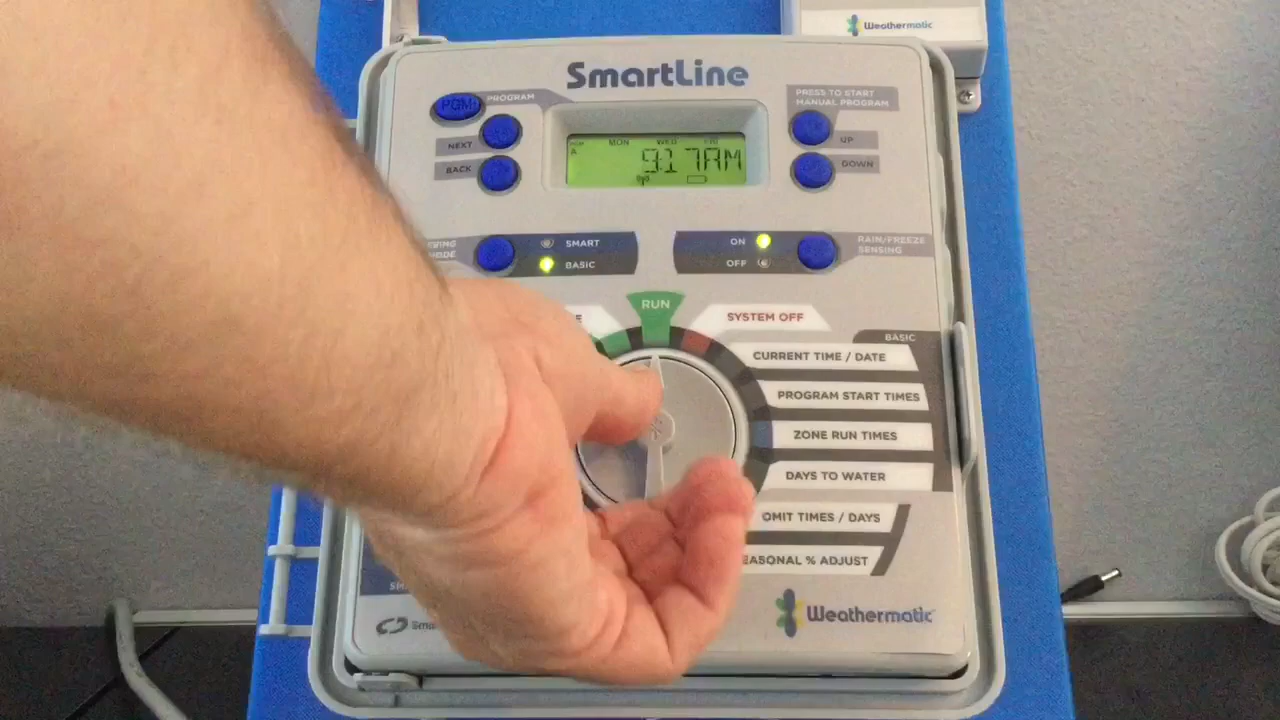 Weathermatic
SmartLine
PGM
PROGRAM
NEXT
BACK
PRESS TO START
MANUAL PROGRAM
UP
DOWN
PGM
A
MON WED FRI
9:17AM
SMART
BASIC
ON
OFF
RAIN/FREEZE
SENSING
RUN
SYSTEM OFF
BASIC
CURRENT TIME / DATE
PROGRAM START TIMES
ZONE RUN TIMES
DAYS TO WATER
OMIT TIMES / DAYS
EASONAL % ADJUST
Weathermatic